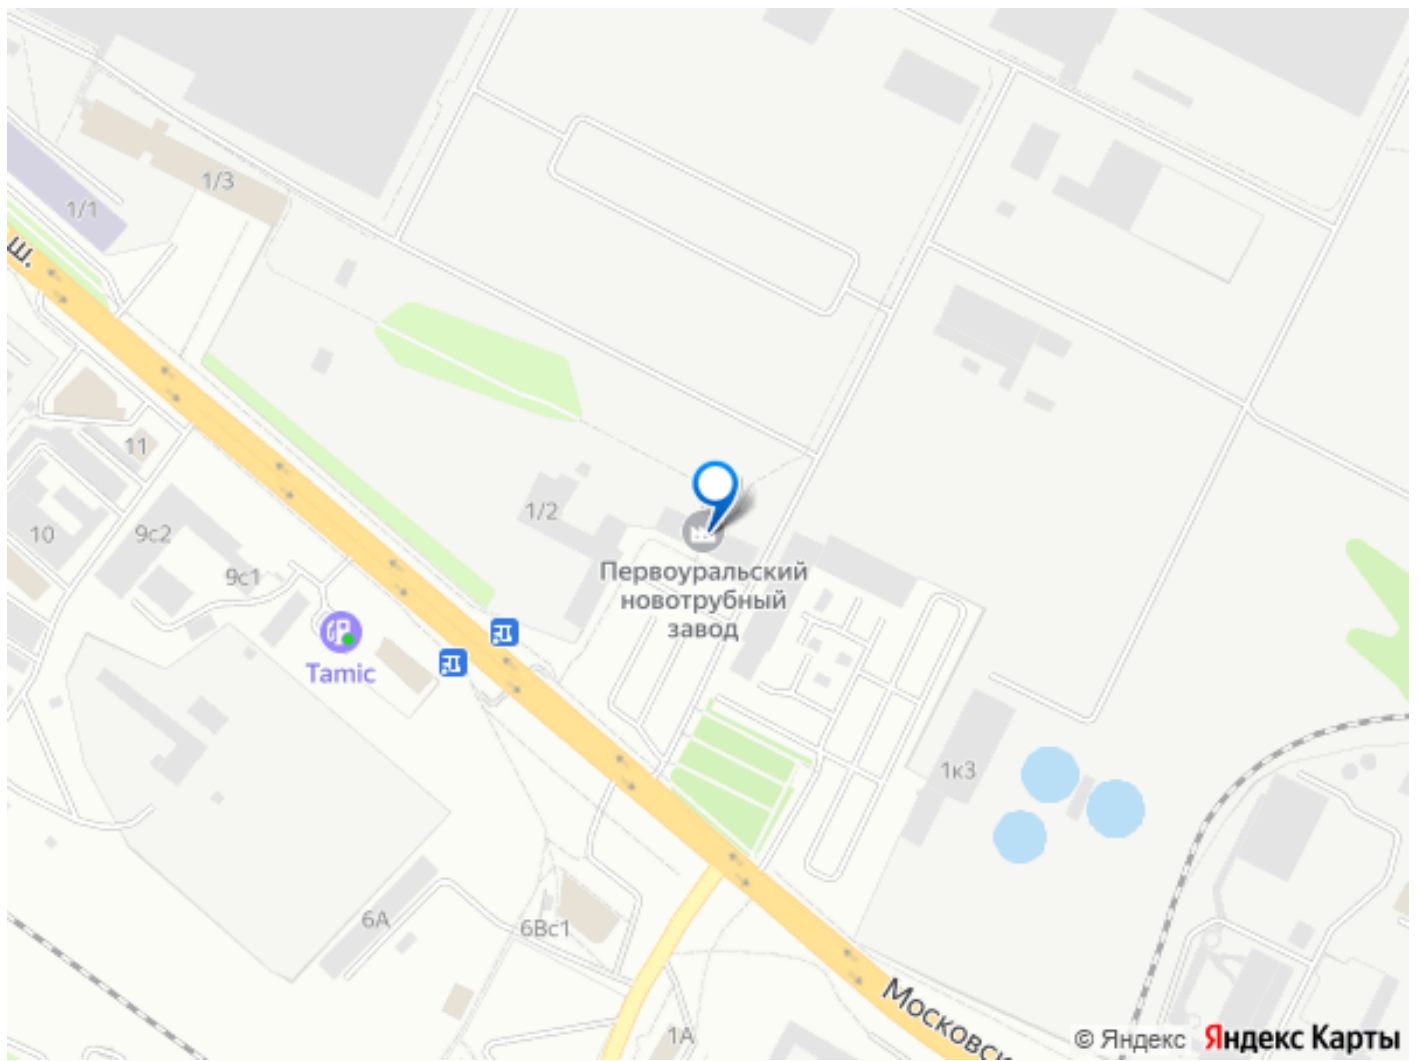 1/3
1/1
ш.
11
1/2
10
9с2
9с1
Первоуральский
новотрубный
завод
Tamic
1к3
6А
6Вс1
1А
Московск
© Яндекс Яндекс Карты